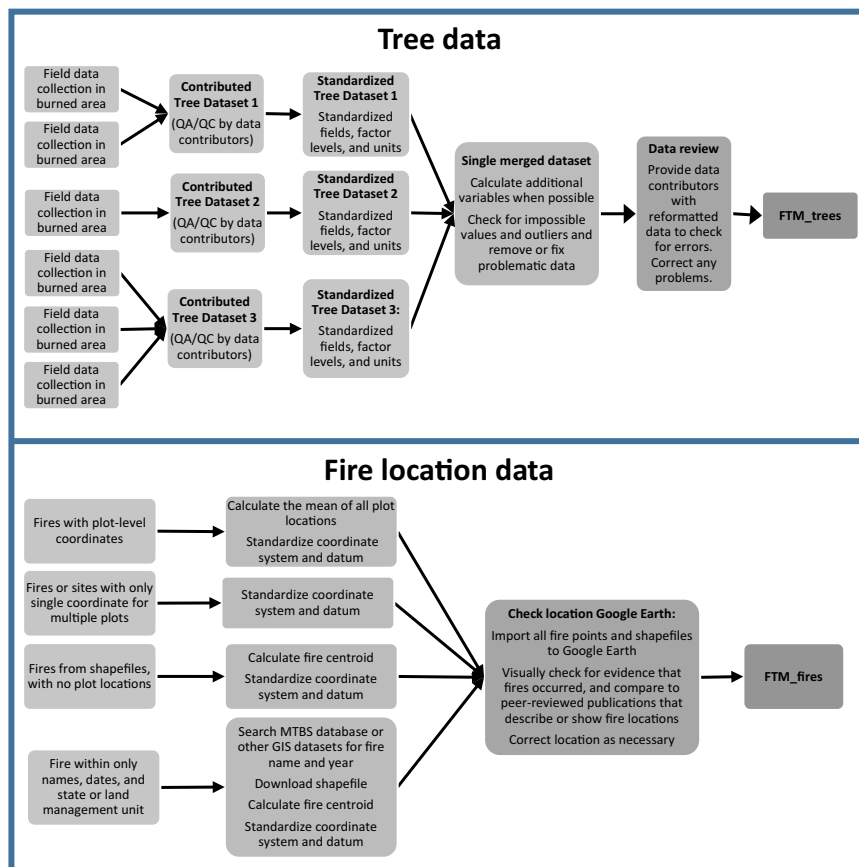 Tree data
Field data
collection in
burned area
Field data
collection in
burned area
Field data
collection in
burned area
Field data
collection in
burned area
Field data
collection in
burned area
Field data
collection in
burned area
Contributed
Tree Dataset 1
(QA/QC by data
contributors)
Contributed
Tree Dataset 2
(QA/QC by data
contributors)
Contributed
Tree Dataset 3
(QA/QC by data
contributors)
Standardized
Tree Dataset 1
Standardized
fields, factor
levels, and units
Standardized
Tree Dataset 2
Standardized
fields, factor
levels, and units
Standardized
Tree Dataset 3:
Standardized
fields, factor
levels, and units
Single merged dataset
Calculate additional
variables when possible
Check for impossible
values and outliers and
remove or fix
problematic data
Data review
Provide data
contributors
with
reformatted
data to check
for errors.
Correct any
problems.
FTM_trees
Fire location data
Fires with plot-level
coordinates
Calculate the mean of all plot
locations
Standardize coordinate
system and datum
Fires or sites with only
single coordinate for
multiple plots
Standardize coordinate
system and datum
Fires from shapefiles,
with no plot locations
Calculate fire centroid
Standardize coordinate
system and datum
Fire within only
names, dates, and
state or land
management unit
Search MTBS database or
other GIS datasets for fire
name and year
Download shapefile
Calculate fire centroid
Standardize coordinate
system and datum
Check location Google Earth:
Import all fire points and shapefiles
to Google Earth
Visually check for evidence that
fires occurred, and compare to
peer-reviewed publications that
describe or show fire locations
Correct location as necessary
FTM_fires